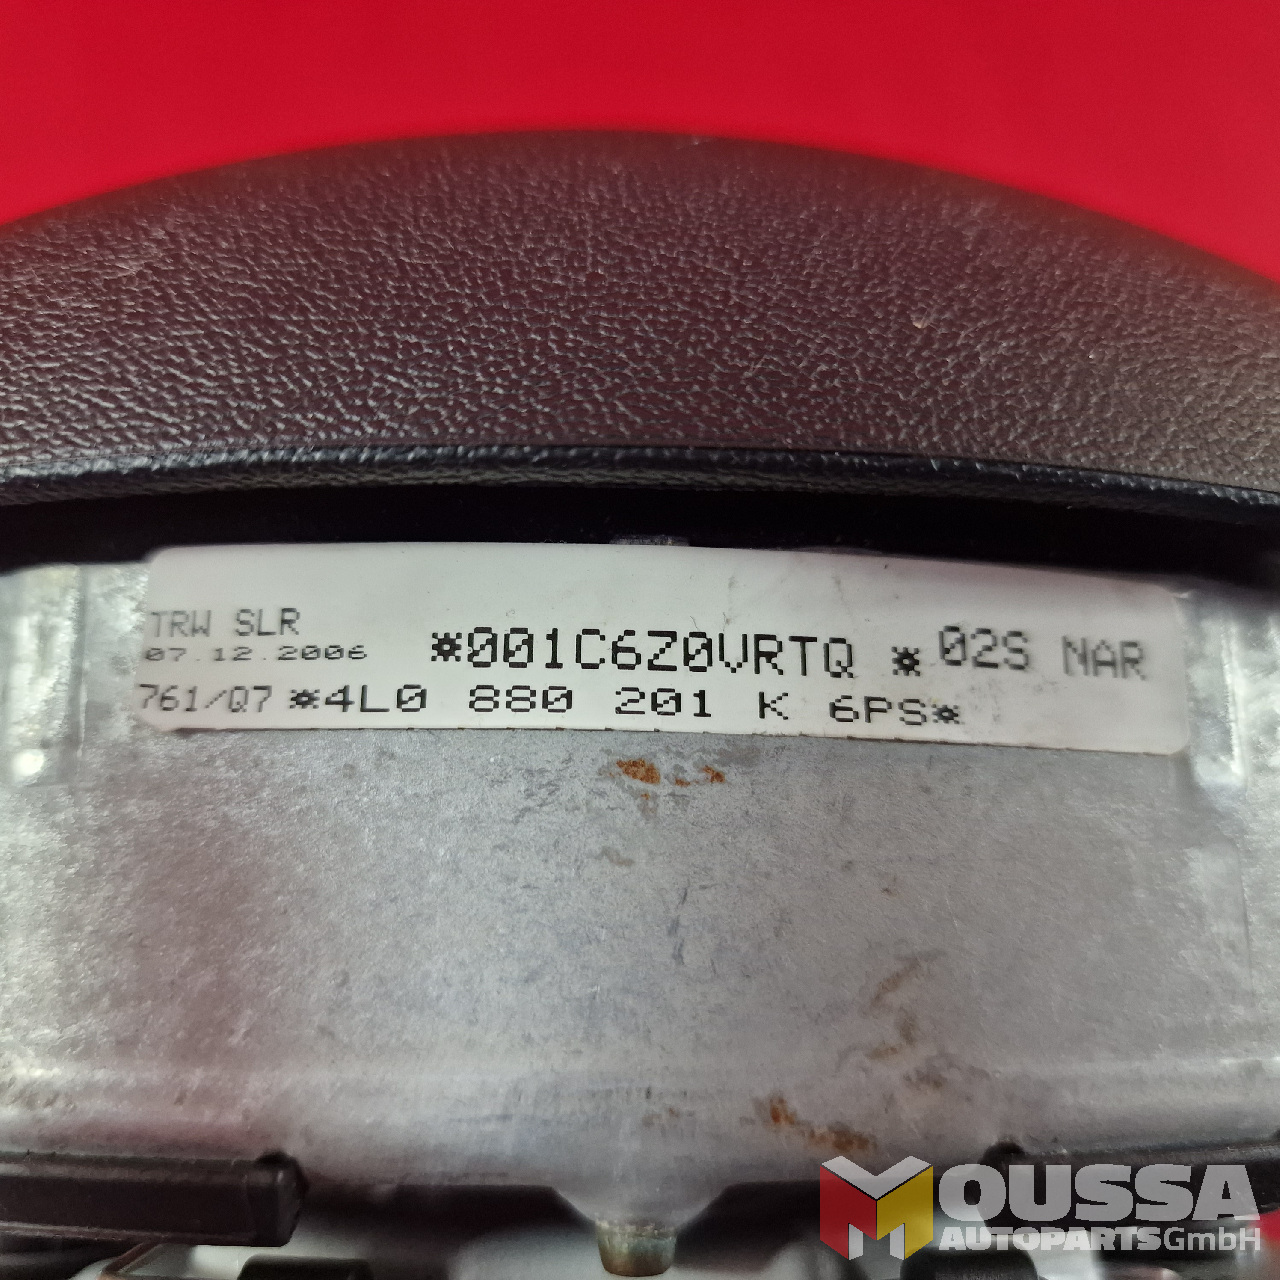 TRW SLR
07.12.2006
*001C6Z0VRTQ * 02S NAR
761/Q7 *4L0 880 201 K 6PS*
MOUSSA
AUTOPARTS GmbH